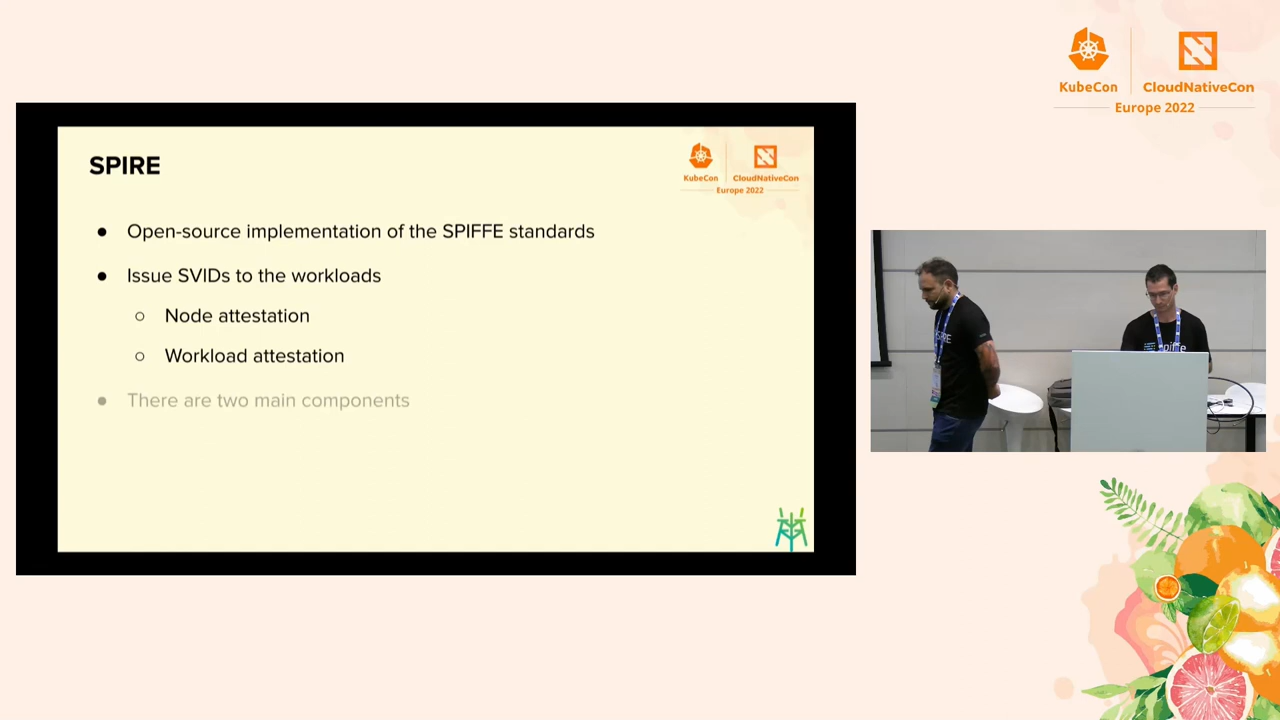 KubeCon
CloudNativeCon
Europe 2022
SPIRE
KubeCon
CloudNativeCon
Europe 2022
Open-source implementation of the SPIFFE standards
Issue SVIDs to the workloads
Node attestation
Workload attestation
There are two main components
spiffe